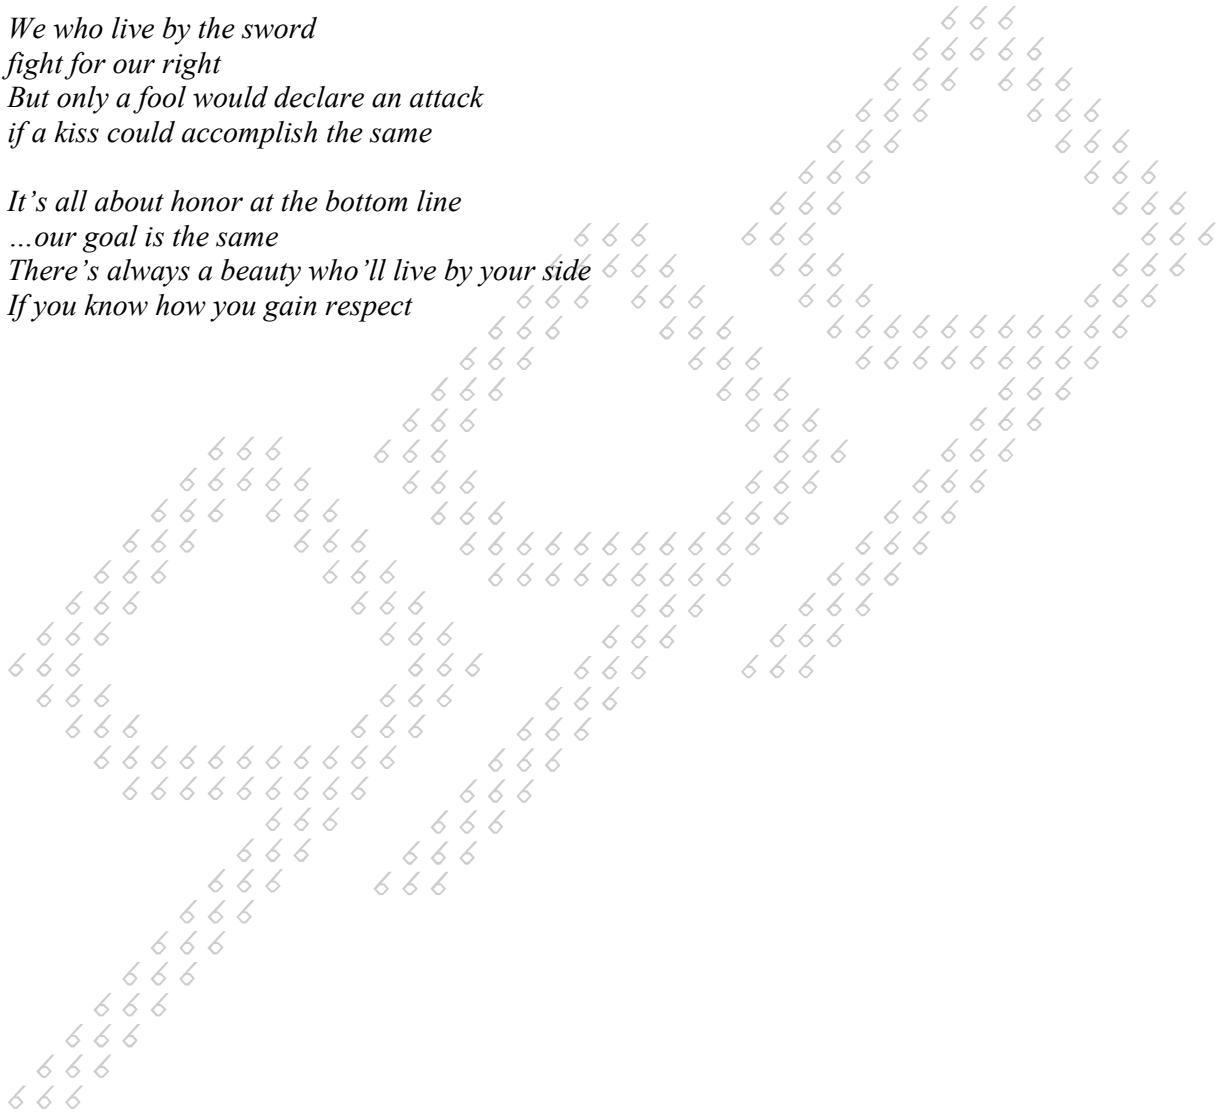 We who live by the sword
fight for our right
But only a fool would declare an attack
if a kiss could accomplish the same
It’s all about honor at the bottom line
…our goal is the same
There’s always a beauty who’ll live by your side
If you know how you gain respect